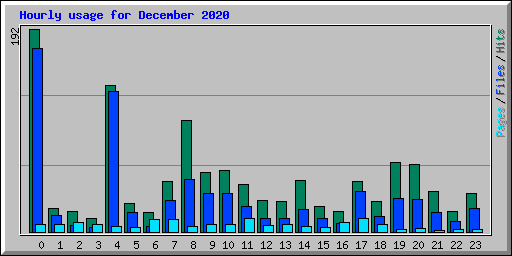 Hourly usage for December 2020
192
Pages/Files/Hits
0 1 2 3 4 5 6 7 8 9 10 11 12 13 14 15 16 17 18 19 20 21 22 23